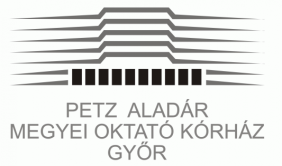 PETZ ALADÁR
MEGYEI OKTATÓ KÓRHÁZ
GYŐR